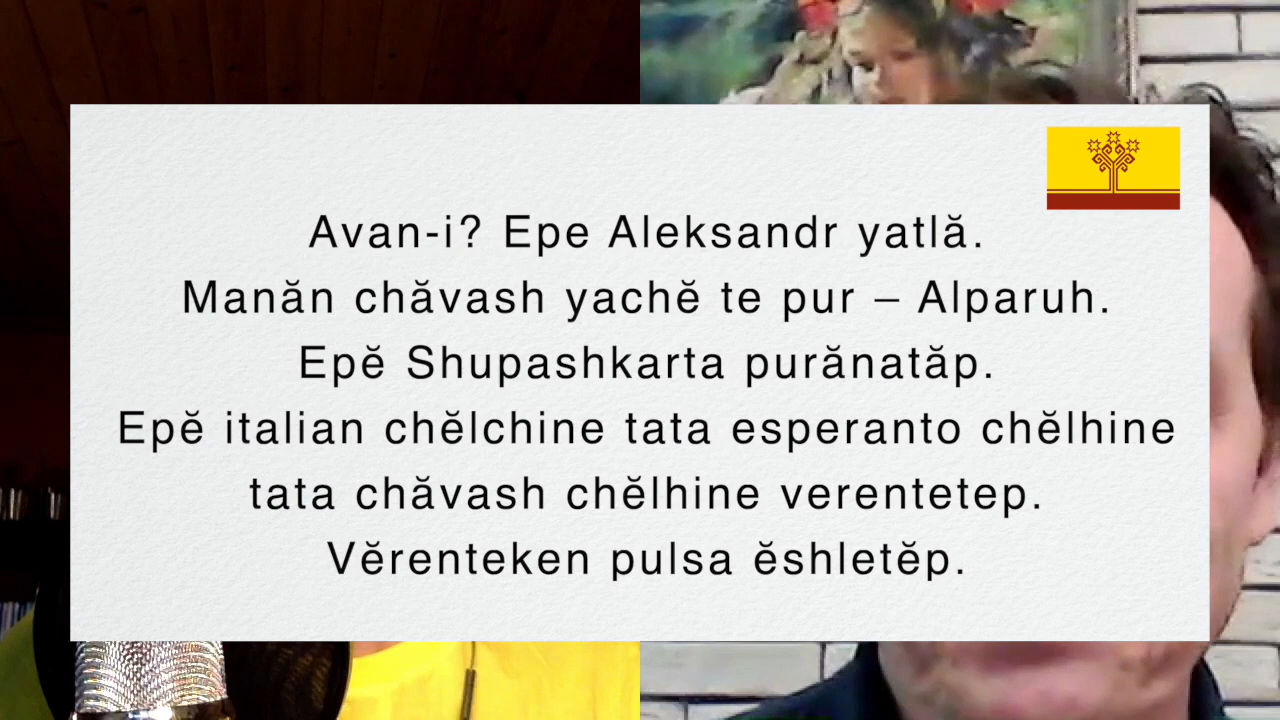 Avan-i? Epe Aleksandr yatlă.
Manăn chăvash yachĕ te pur – Alparuh.
Epĕ Shupashkarta purănatăp.
Epĕ italian chĕlchine tata esperanto chĕlhine
tata chăvash chĕlhine verentetep.
Vĕrenteken pulsa ĕshletĕp.